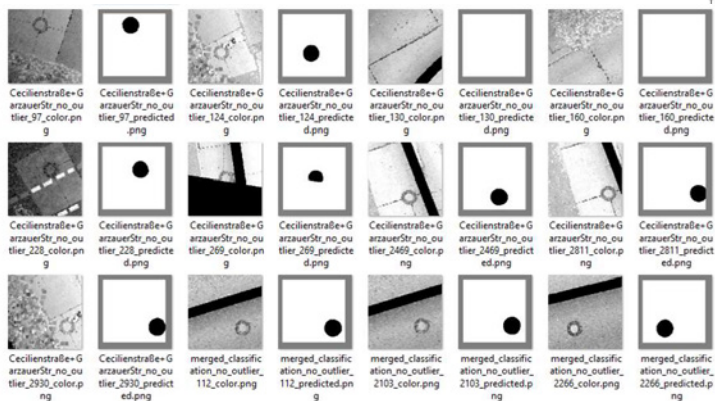 Cecilienstraße+G
arzauerStr_no_ou
tlier_97_color.pn
g
Cecilienstraße+G
arzauerStr_no_ou
tlier_97_predicted
.png
Cecilienstraße+G
arzauerStr_no_ou
tlier_124_color.pn
g
Cecilienstraße+G
arzauerStr_no_ou
tlier_124_predicte
d.png
Cecilienstraße+G
arzauerStr_no_ou
tlier_130_color.pn
g
Cecilienstraße+G
arzauerStr_no_ou
tlier_130_predicte
d.png
Cecilienstraße+G
arzauerStr_no_ou
tlier_160_color.pn
g
Cecilienstraße+G
arzauerStr_no_ou
tlier_160_predicte
d.png
Cecilienstraße+G
arzauerStr_no_ou
tlier_228_color.pn
g
Cecilienstraße+G
arzauerStr_no_ou
tlier_228_predicte
d.png
Cecilienstraße+G
arzauerStr_no_ou
tlier_269_color.pn
g
Cecilienstraße+G
arzauerStr_no_ou
tlier_269_predicte
d.png
Cecilienstraße+G
arzauerStr_no_ou
tlier_2469_color.p
ng
Cecilienstraße+G
arzauerStr_no_ou
tlier_2469_predict
ed.png
Cecilienstraße+G
arzauerStr_no_ou
tlier_2811_color.p
ng
Cecilienstraße+G
arzauerStr_no_ou
tlier_2811_predict
ed.png
Cecilienstraße+G
arzauerStr_no_ou
tlier_2930_color.p
ng
Cecilienstraße+G
arzauerStr_no_ou
tlier_2930_predict
ed.png
merged_classific
ation_no_outlier_
112_color.png
merged_classific
ation_no_outlier_
112_predicted.pn
g
merged_classific
ation_no_outlier_
2103_color.png
merged_classific
ation_no_outlier_
2103_predicted.p
ng
merged_classific
ation_no_outlier_
2266_color.png
merged_classific
ation_no_outlier_
2266_predicted.p
ng